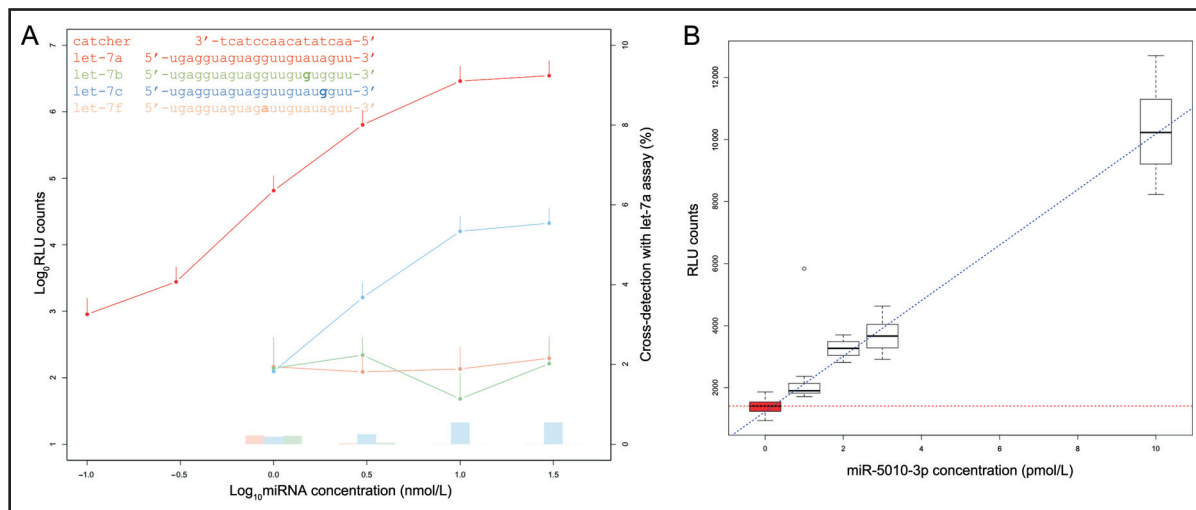 A
catcher 3′-tcatccaacatatcaa-5′
let-7a 5′-ugagguaguagguuguauaguu-3′
let-7b 5′-ugagguaguagguugugugguu-3′
let-7c 5′-ugagguaguagguuguaugguu-3′
let-7f 5′-ugagguaguagauuguauaguu-3′
7
6
5
4
3
2
1
Log₀RLU counts
10
8
6
4
2
0
Cross-detection with let-7a assay (%)
−1.0 −0.5 0.0 0.5 1.0 1.5
Log₁₀miRNA concentration (nmol/L)
B
12000
10000
8000
6000
4000
2000
RLU counts
0 2 4 6 8 10
miR-5010-3p concentration (pmol/L)